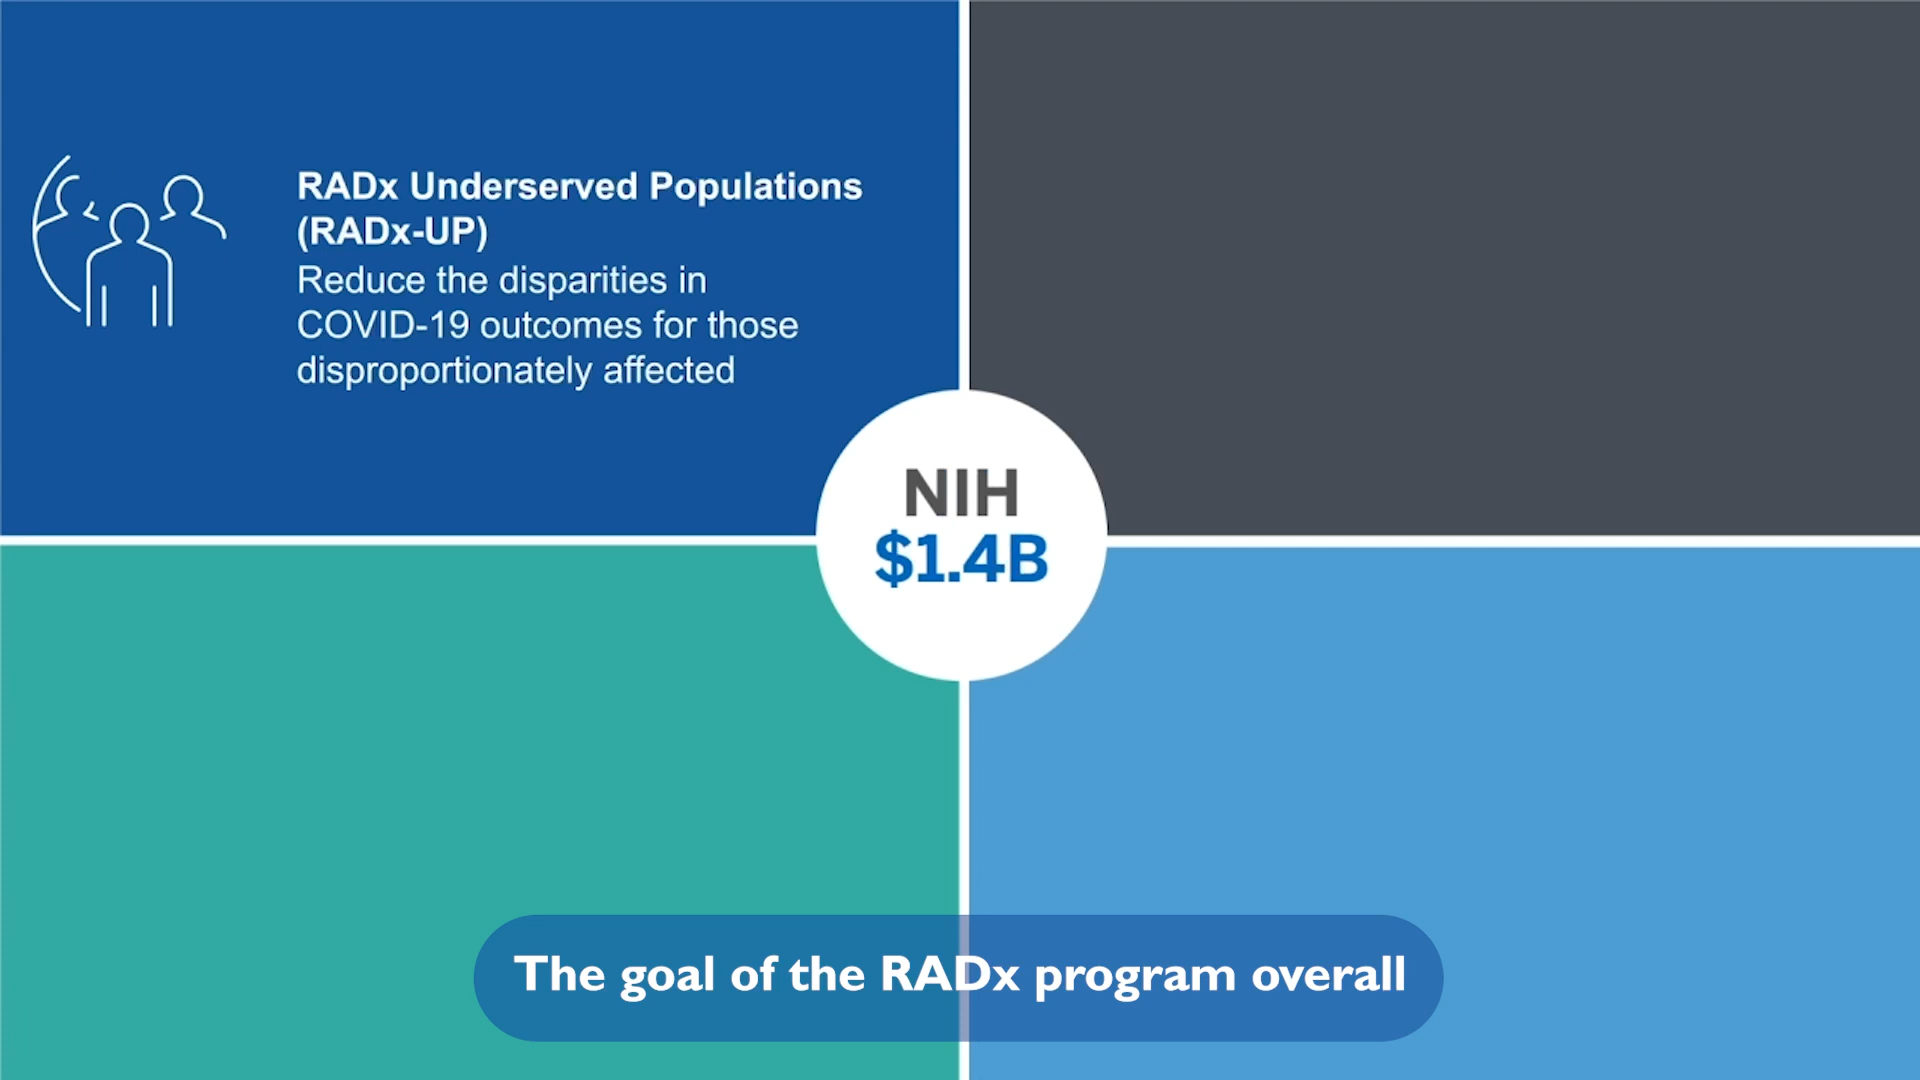 RADx Underserved Populations
(RADx-UP)
Reduce the disparities in
COVID-19 outcomes for those
disproportionately affected
NIH
$1.4B
The goal of the RADx program overall